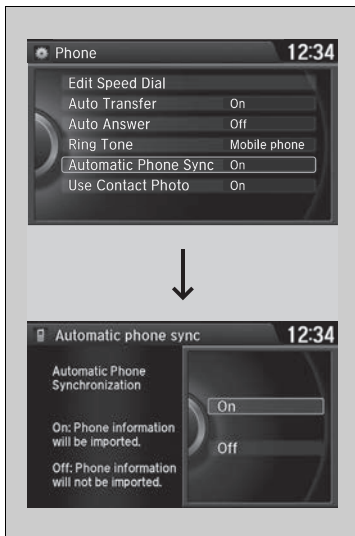 Phone 12:34
Edit Speed Dial
Auto Transfer On
Auto Answer Off
Ring Tone Mobile phone
Automatic Phone Sync On
Use Contact Photo On
Automatic phone sync 12:34
Automatic Phone
Synchronization
On: Phone information
will be imported.
Off: Phone information
will not be imported.
On
Off